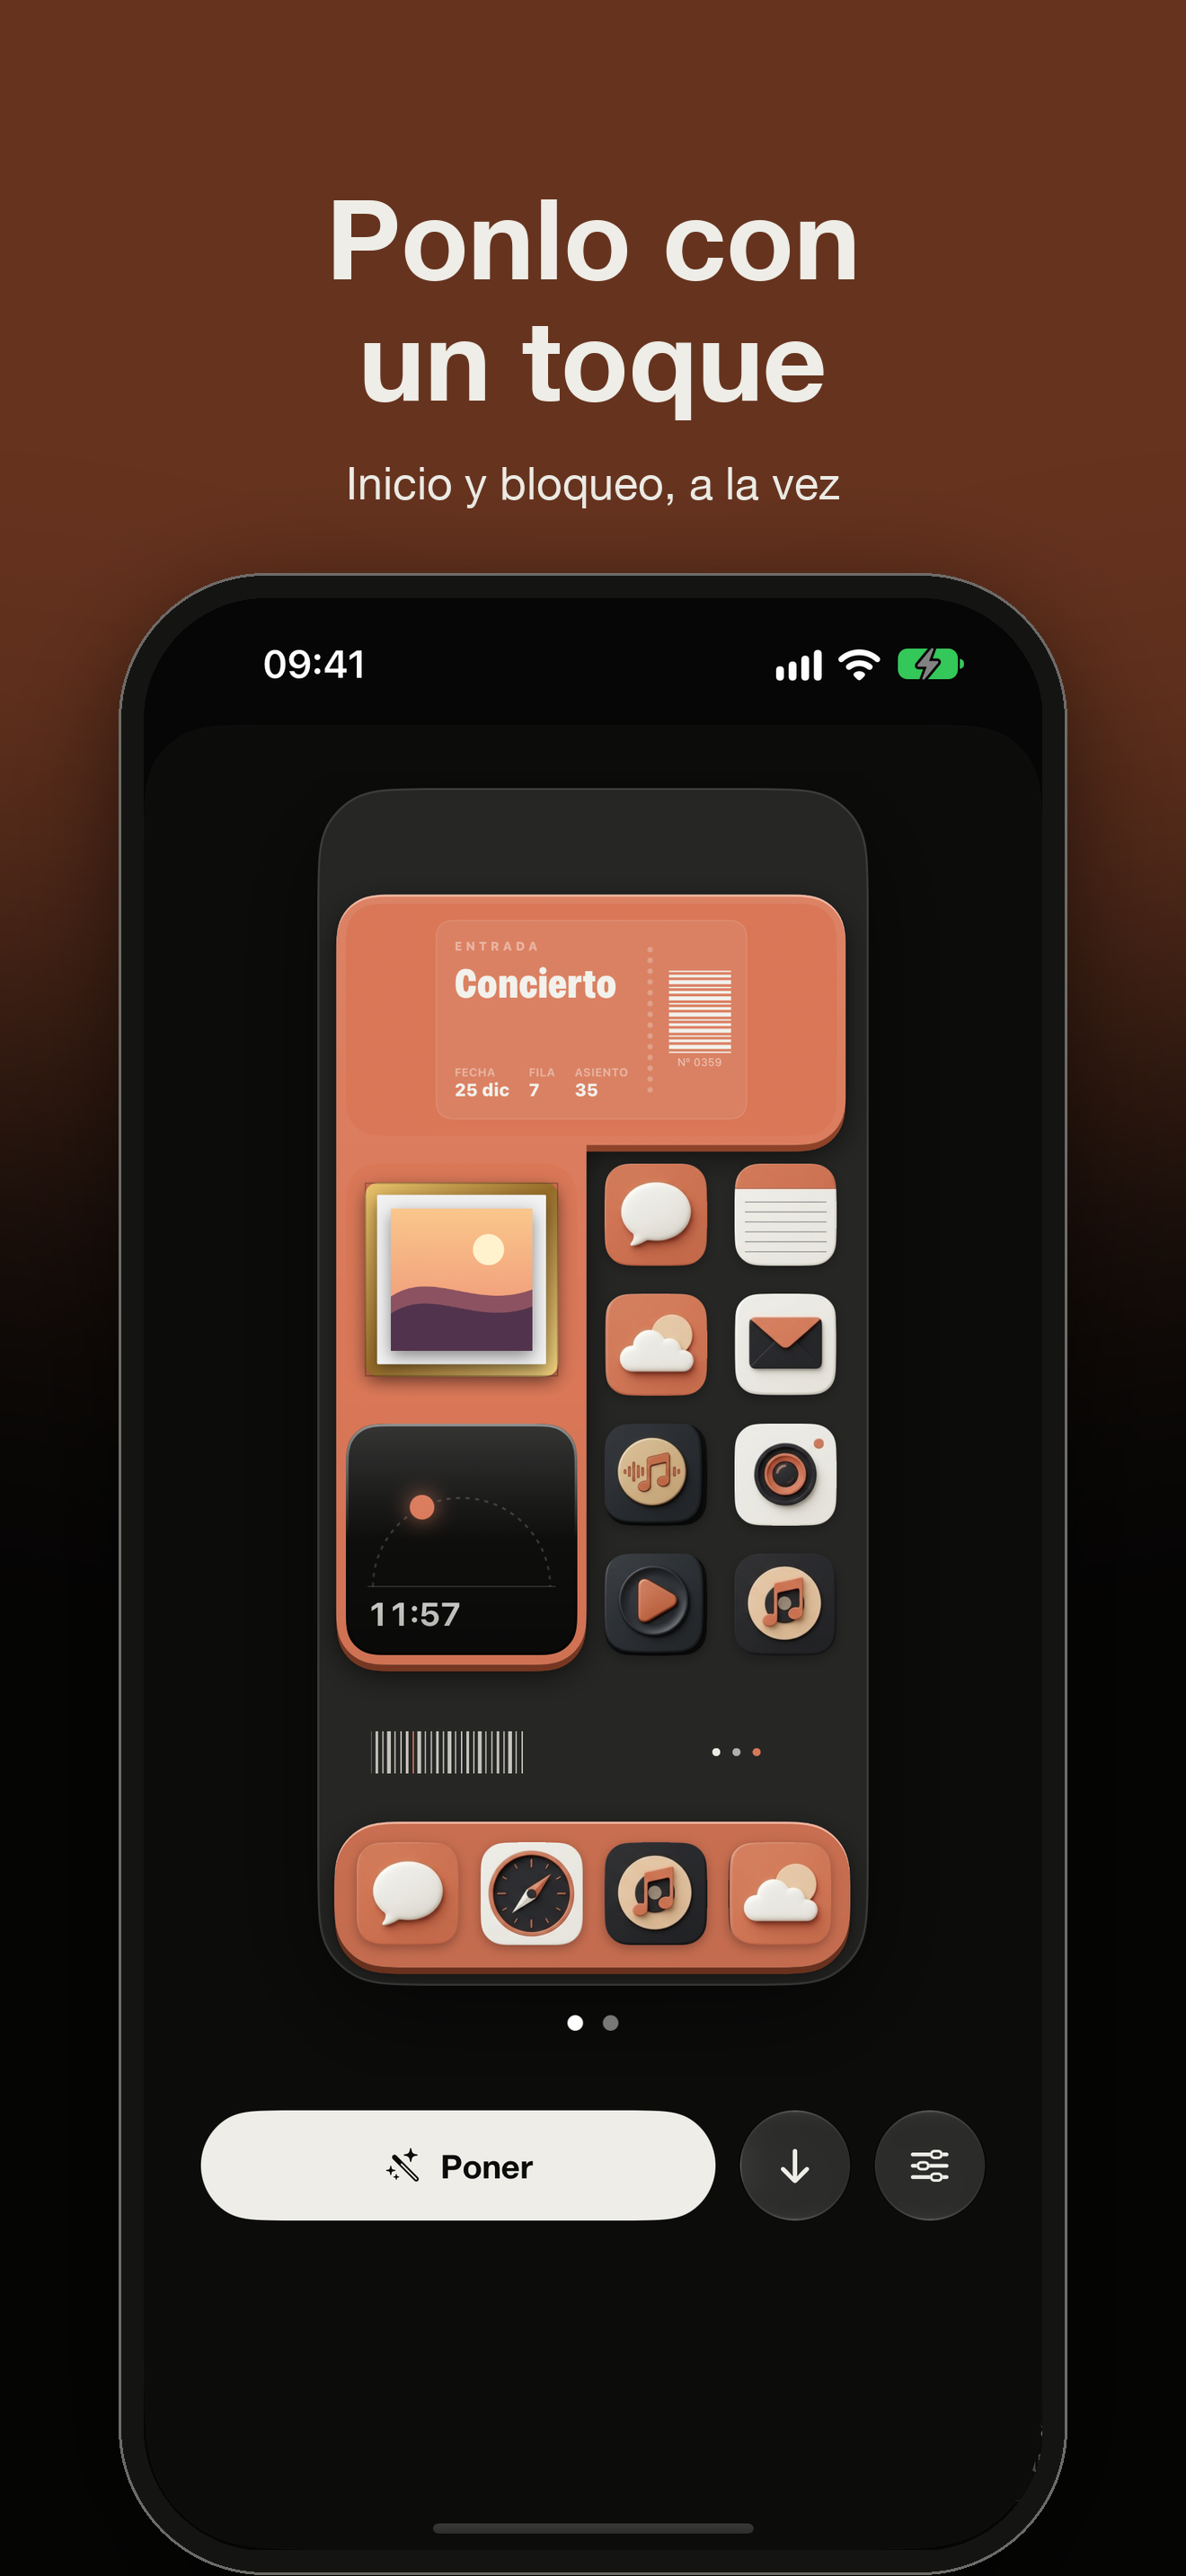 Ponlo con
un toque
Inicio y bloqueo, a la vez
09:41
ENTRADA
Concierto
Nº 0359
FECHA FILA ASIENTO
25 dic 7 35
11:57
Poner